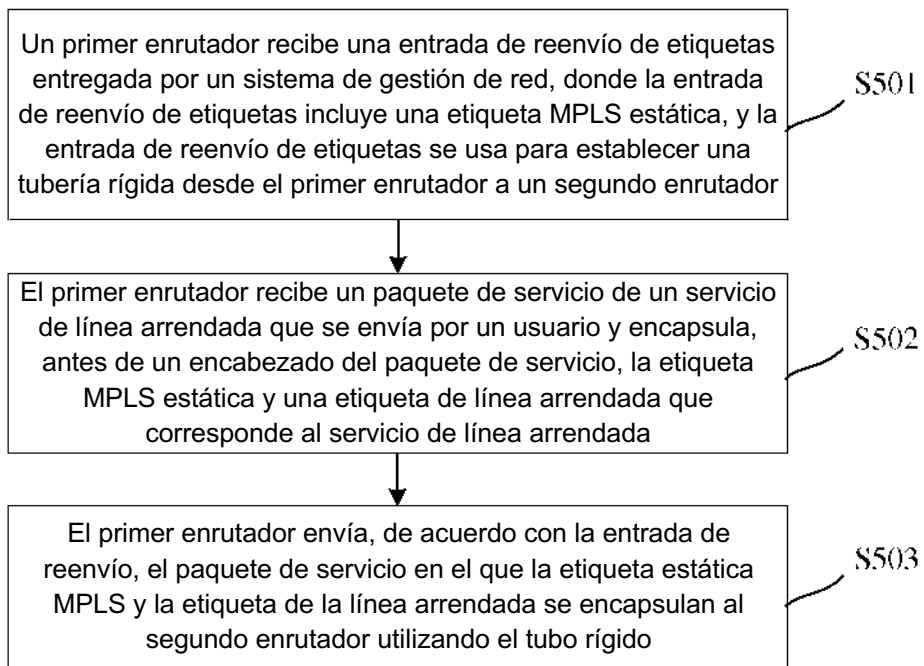 Un primer enrutador recibe una entrada de reenvío de etiquetas
entregada por un sistema de gestión de red, donde la entrada
de reenvío de etiquetas incluye una etiqueta MPLS estática, y la
entrada de reenvío de etiquetas se usa para establecer una
tubería rígida desde el primer enrutador a un segundo enrutador
S501
El primer enrutador recibe un paquete de servicio de un servicio
de línea arrendada que se envía por un usuario y encapsula,
antes de un encabezado del paquete de servicio, la etiqueta
MPLS estática y una etiqueta de línea arrendada que
corresponde al servicio de línea arrendada
S502
El primer enrutador envía, de acuerdo con la entrada de
reenvío, el paquete de servicio en el que la etiqueta estática
MPLS y la etiqueta de la línea arrendada se encapsulan al
segundo enrutador utilizando el tubo rígido
S503